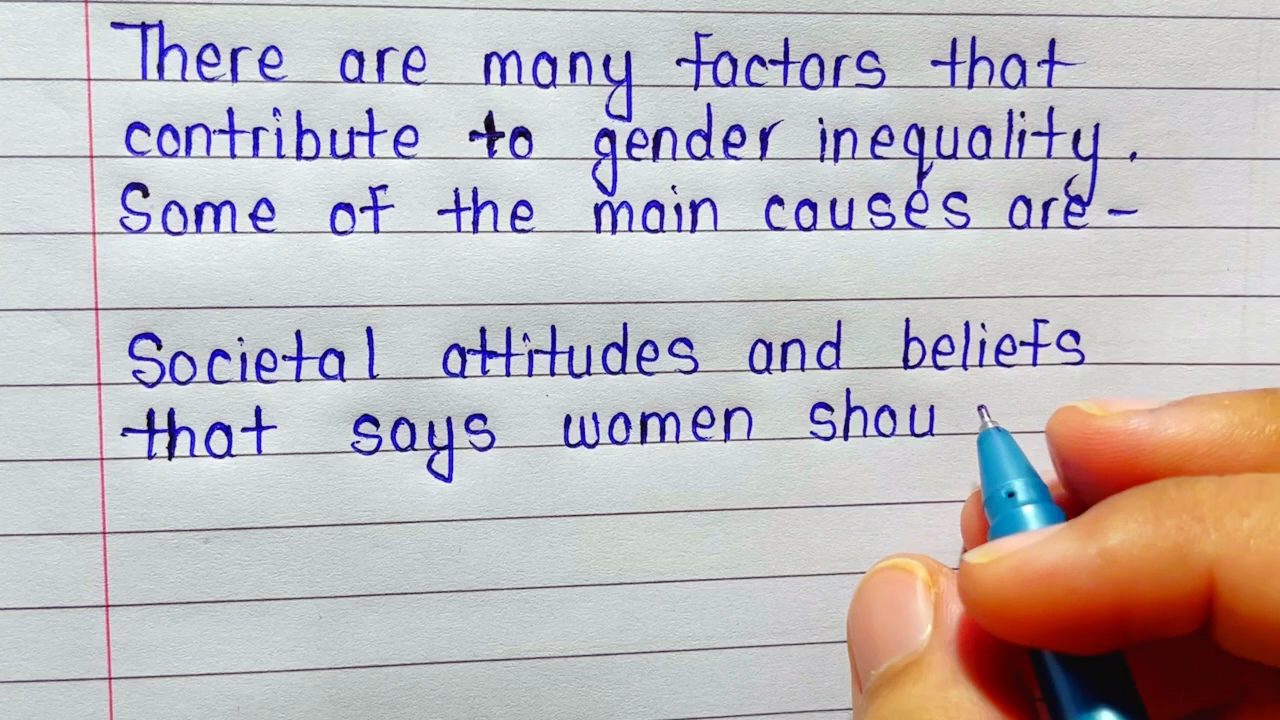 There are many factors that
contribute to gender inequality.
Some of the main causes are-
Societal attitudes and beliefs
that says women shou